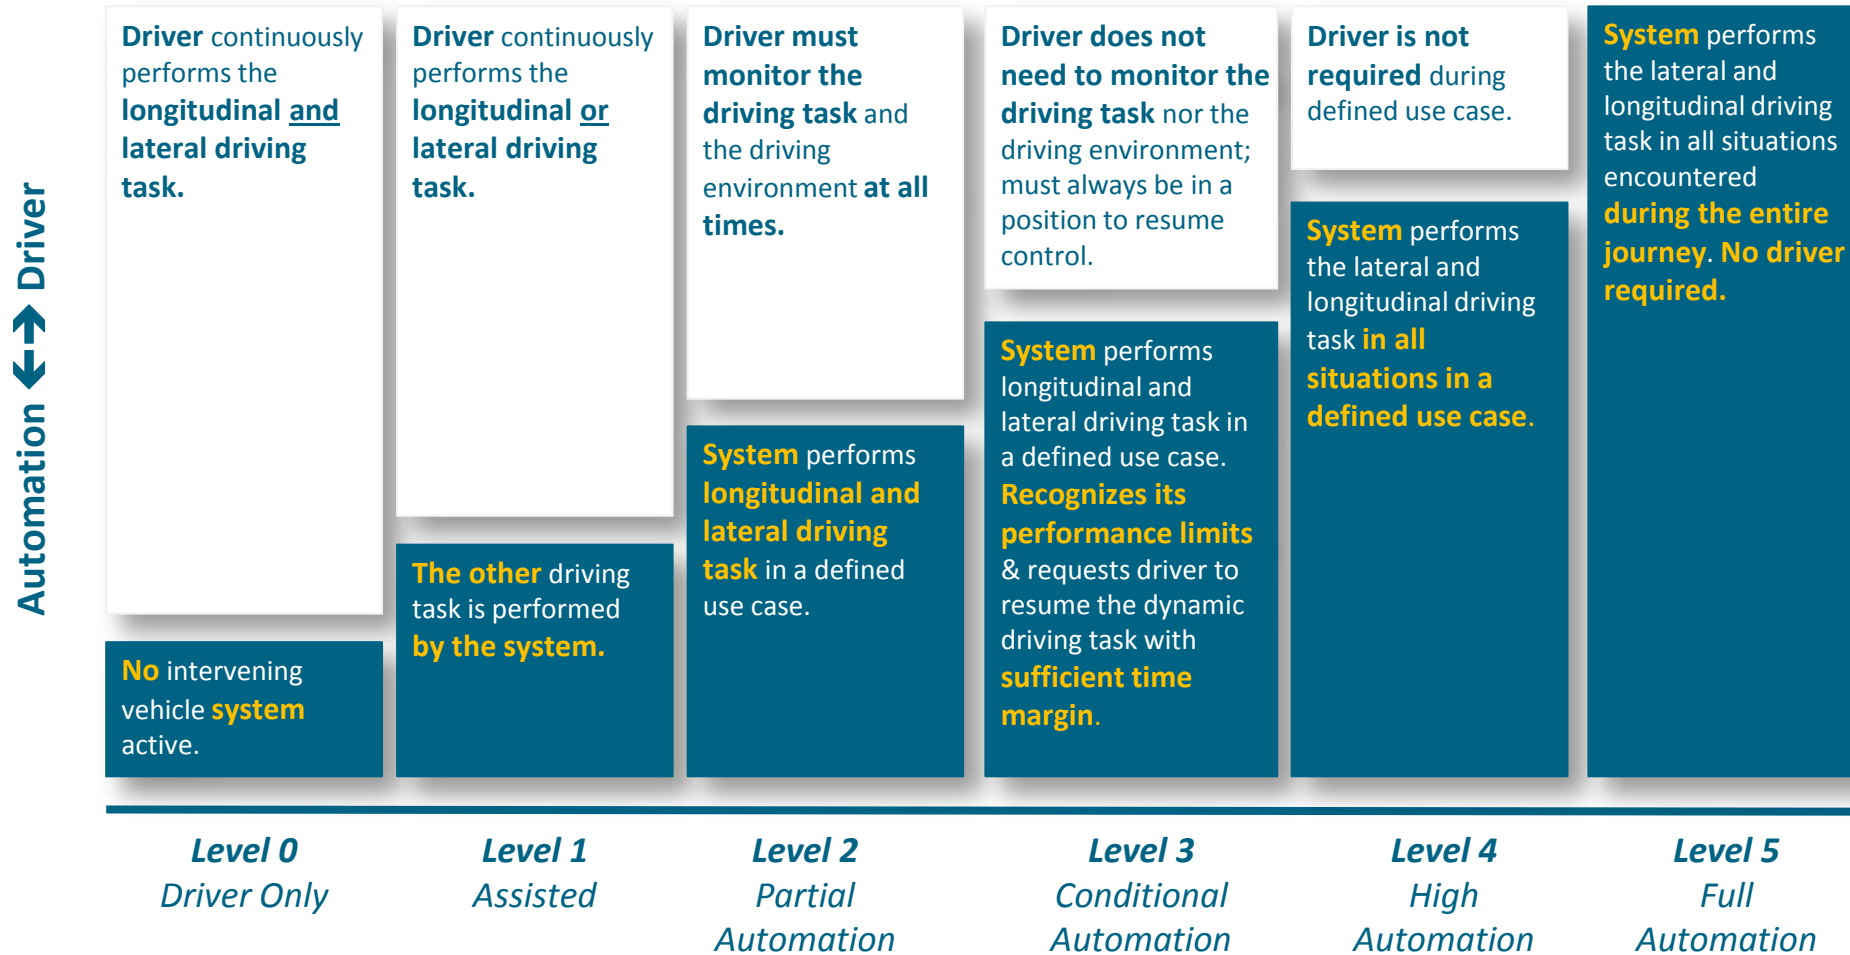 Automation ←→ Driver
Driver continuously
performs the
longitudinal and
lateral driving
task.
No intervening
vehicle system
active.
Level 0
Driver Only
Driver continuously
performs the
longitudinal or
lateral driving
task.
The other driving
task is performed
by the system.
Level 1
Assisted
Driver must
monitor the
driving task and
the driving
environment at all
times.
System performs
longitudinal and
lateral driving
task in a defined
use case.
Level 2
Partial
Automation
Driver does not
need to monitor the
driving task nor the
driving environment;
must always be in a
position to resume
control.
System performs
longitudinal and
lateral driving task in
a defined use case.
Recognizes its
performance limits
& requests driver to
resume the dynamic
driving task with
sufficient time
margin.
Level 3
Conditional
Automation
Driver is not
required during
defined use case.
System performs
the lateral and
longitudinal driving
task in all
situations in a
defined use case.
Level 4
High
Automation
System performs
the lateral and
longitudinal driving
task in all situations
encountered
during the entire
journey. No driver
required.
Level 5
Full
Automation